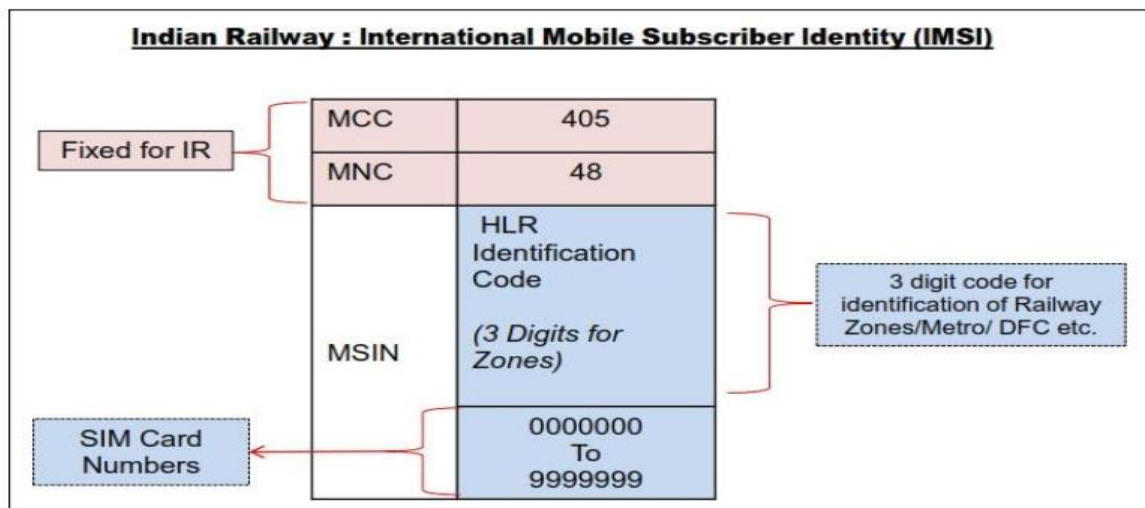 Indian Railway : International Mobile Subscriber Identity (IMSI)
Fixed for IR
MCC
405
MNC
48
MSIN
HLR
Identification
Code
(3 Digits for
Zones)
3 digit code for
identification of Railway
Zones/Metro/ DFC etc.
SIM Card
Numbers
0000000
To
9999999